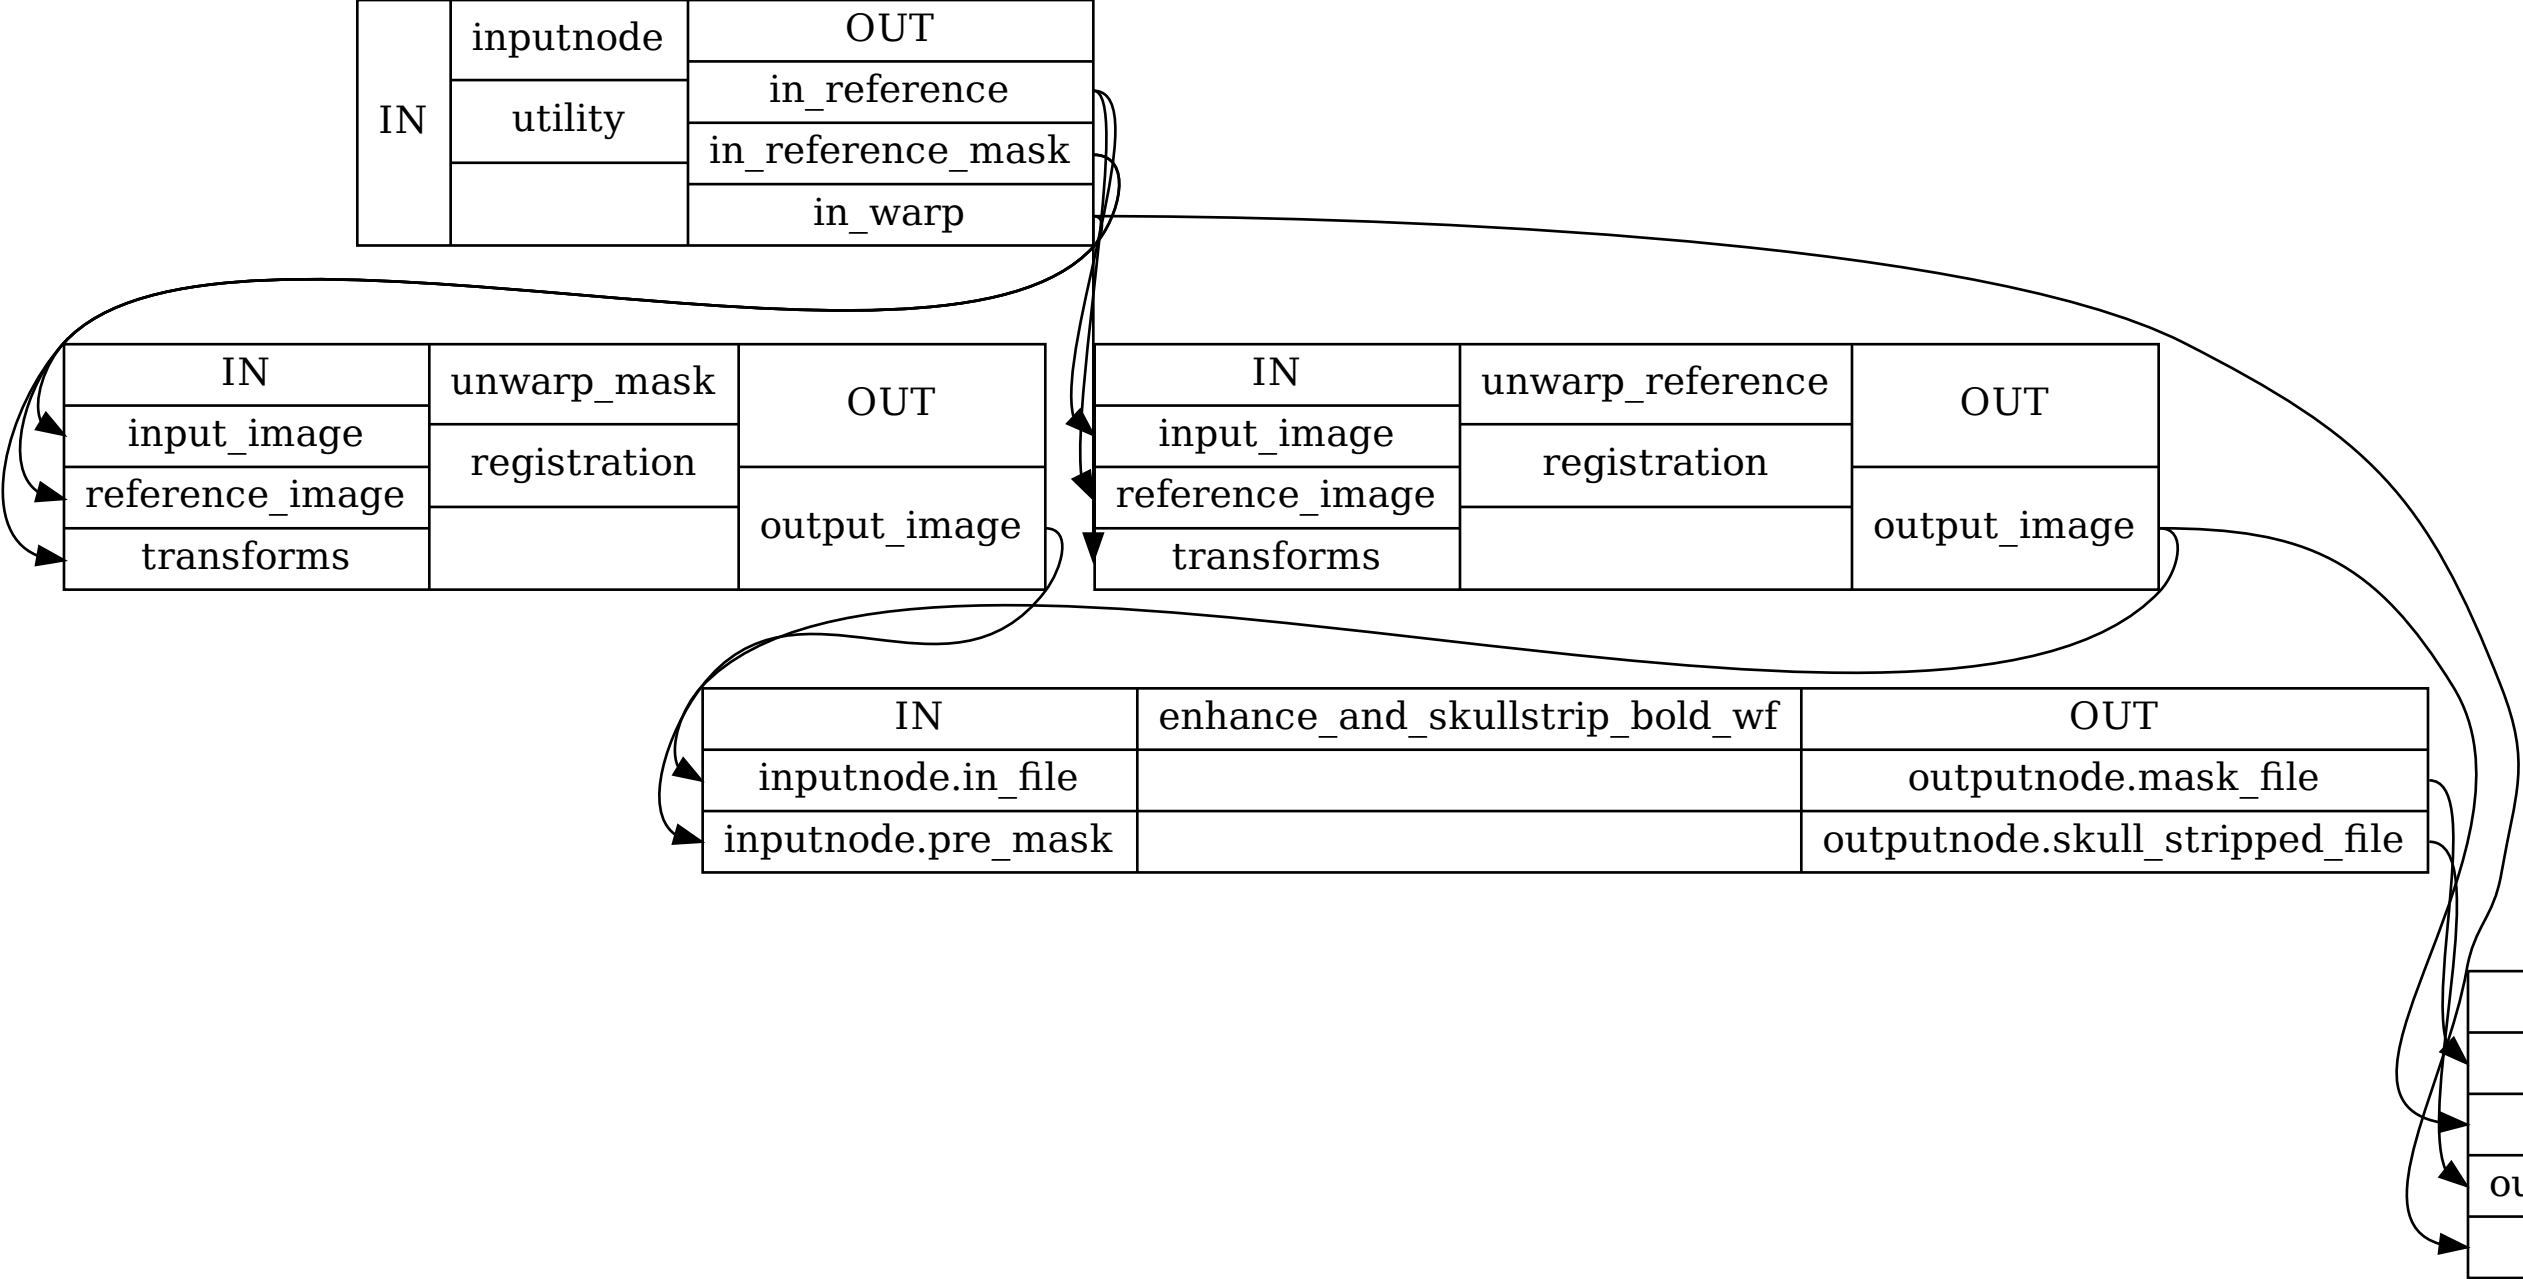 IN
inputnode
utility
OUT
in_reference
in_reference_mask
in_warp
IN
input_image
reference_image
transforms
unwarp_mask
registration
OUT
output_image
IN
input_image
reference_image
transforms
unwarp_reference
registration
OUT
output_image
IN
inputnode.in_file
inputnode.pre_mask
enhance_and_skullstrip_bold_wf
OUT
outputnode.mask_file
outputnode.skull_stripped_file